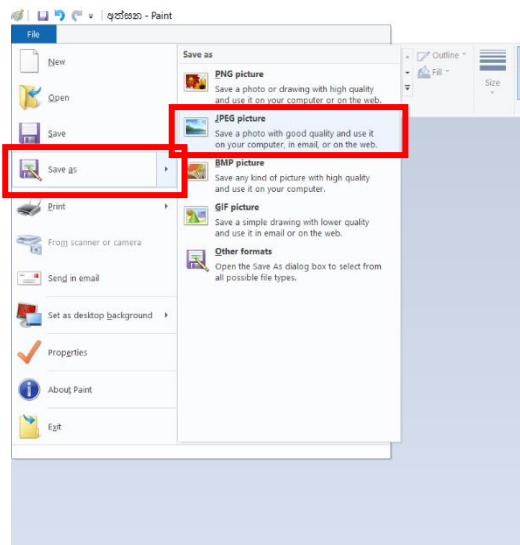 අත්සන - Paint
File
New
Open
Save
Save as
Print
From scanner or camera
Send in email
Set as desktop background
Properties
About Paint
Exit
Save as
PNG picture
Save a photo or drawing with high quality
and use it on your computer or on the web.
JPEG picture
Save a photo with good quality and use it
on your computer, in email, or on the web.
BMP picture
Save any kind of picture with high quality
and use it on your computer.
GIF picture
Save a simple drawing with lower quality
and use it in email or on the web.
Other formats
Open the Save As dialog box to select from
all possible file types.
Outline
Fill
Size